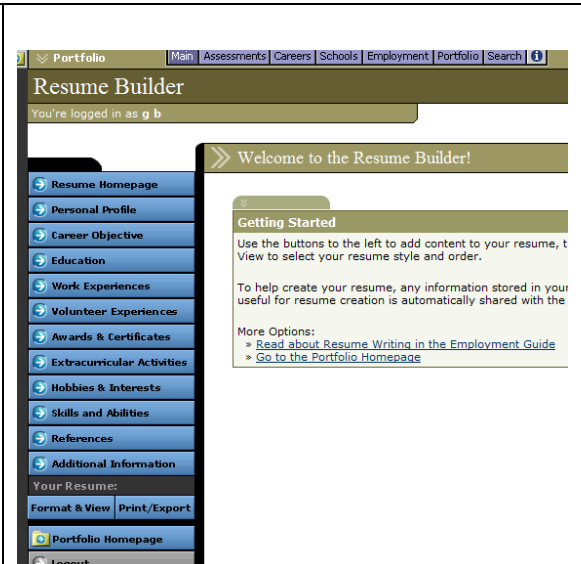 Portfolio
Main Assessments Careers Schools Employment Portfolio Search
Resume Builder
You're logged in as g b
Welcome to the Resume Builder!
Resume Homepage
Personal Profile
Career Objective
Education
Work Experiences
Volunteer Experiences
Awards & Certificates
Extracurricular Activities
Hobbies & Interests
Skills and Abilities
References
Additional Information
Your Resume:
Format & View Print/Export
Portfolio Homepage
Logout
Getting Started
Use the buttons to the left to add content to your resume, t
View to select your resume style and order.
To help create your resume, any information stored in your
useful for resume creation is automatically shared with the
More Options:
» Read about Resume Writing in the Employment Guide
» Go to the Portfolio Homepage